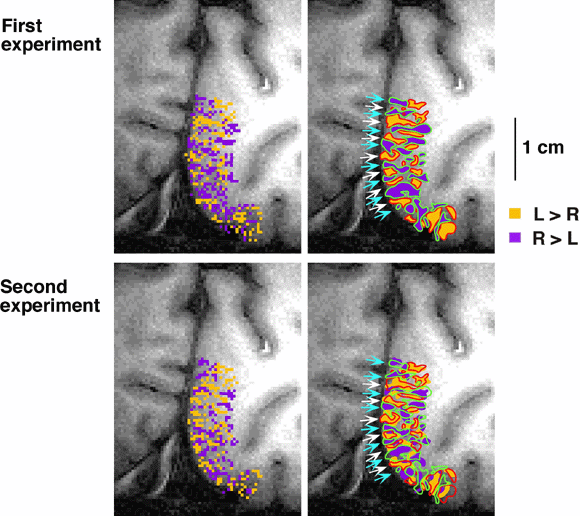 First
experiment
1 cm
L > R
R > L
Second
experiment